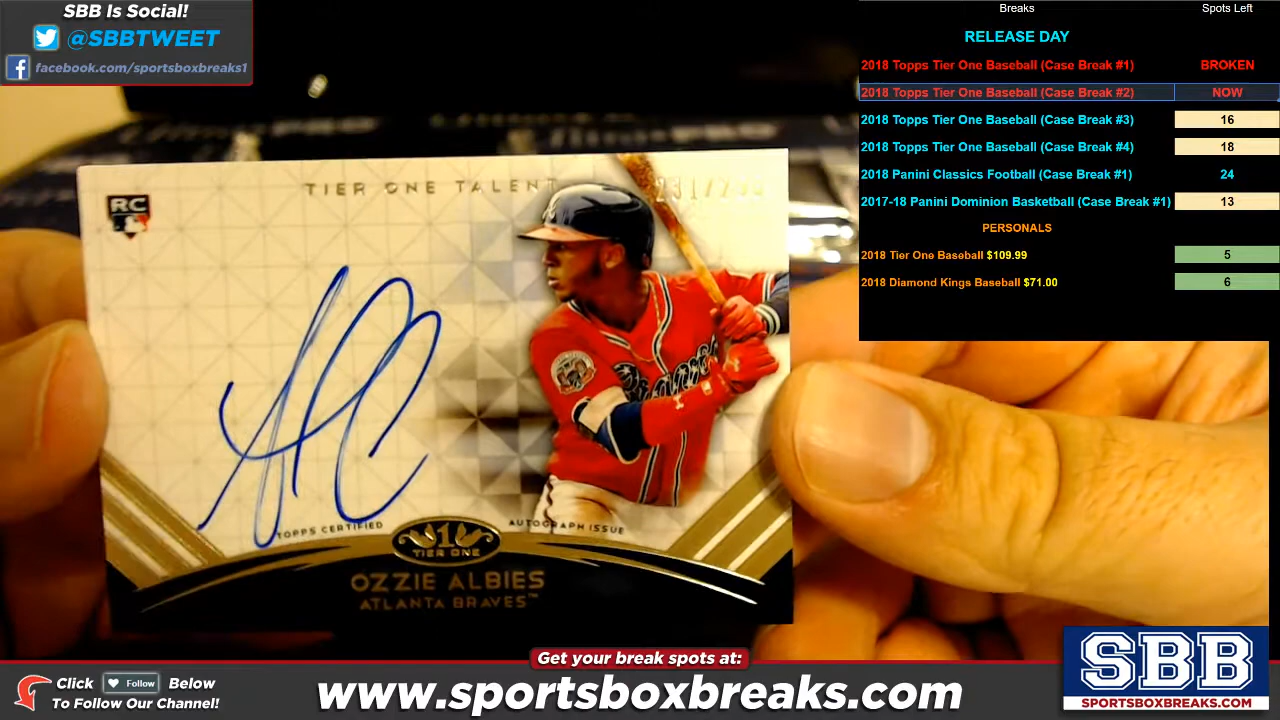 SBB Is Social!
@SBBTWEET
facebook.com/sportsboxbreaks1
Breaks Spots Left
RELEASE DAY
2018 Topps Tier One Baseball (Case Break #1) BROKEN
2018 Topps Tier One Baseball (Case Break #2) NOW
2018 Topps Tier One Baseball (Case Break #3) 16
2018 Topps Tier One Baseball (Case Break #4) 18
2018 Panini Classics Football (Case Break #1) 24
2017-18 Panini Dominion Basketball (Case Break #1) 13
PERSONALS
2018 Tier One Baseball $109.99 5
2018 Diamond Kings Baseball $71.00 6
TIER ONE TALENT
RC
Braves
TOPPS CERTIFIED AUTOGRAPH ISSUE
1
TIER ONE
OZZIE ALBIES
ATLANTA BRAVES™
Get your break spots at:
Click Follow Below
To Follow Our Channel!
www.sportsboxbreaks.com
SBB
SPORTSBOXBREAKS.COM